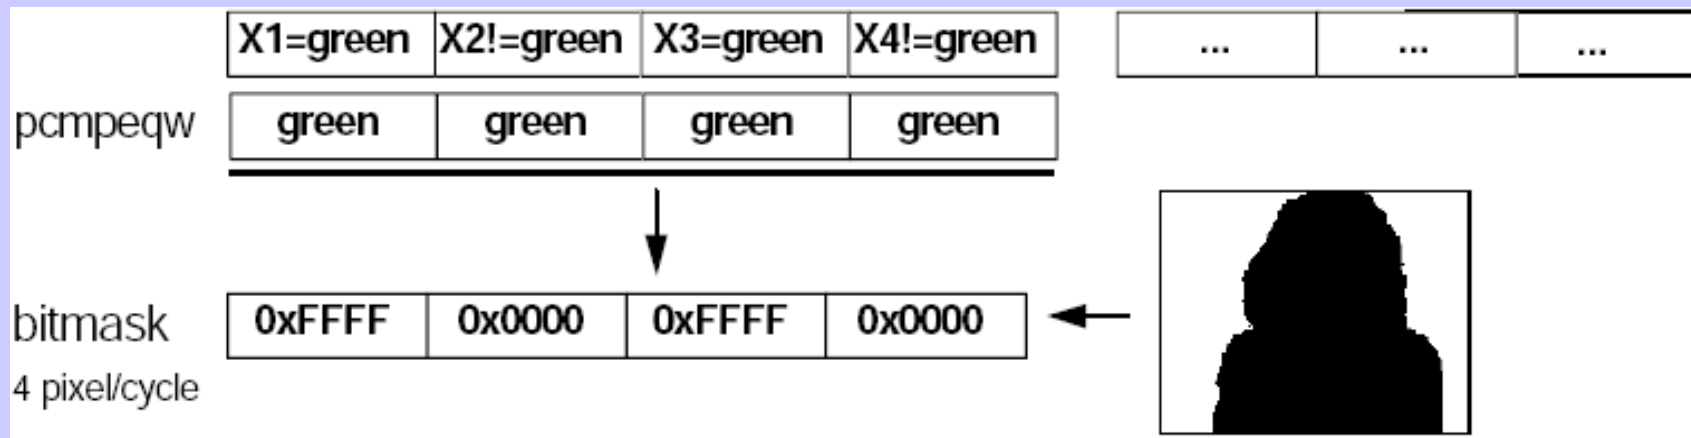 X1=green X2!=green X3=green X4!=green ... ... ...
pcmpeqw green green green green
bitmask 0xFFFF 0x0000 0xFFFF 0x0000
4 pixel/cycle